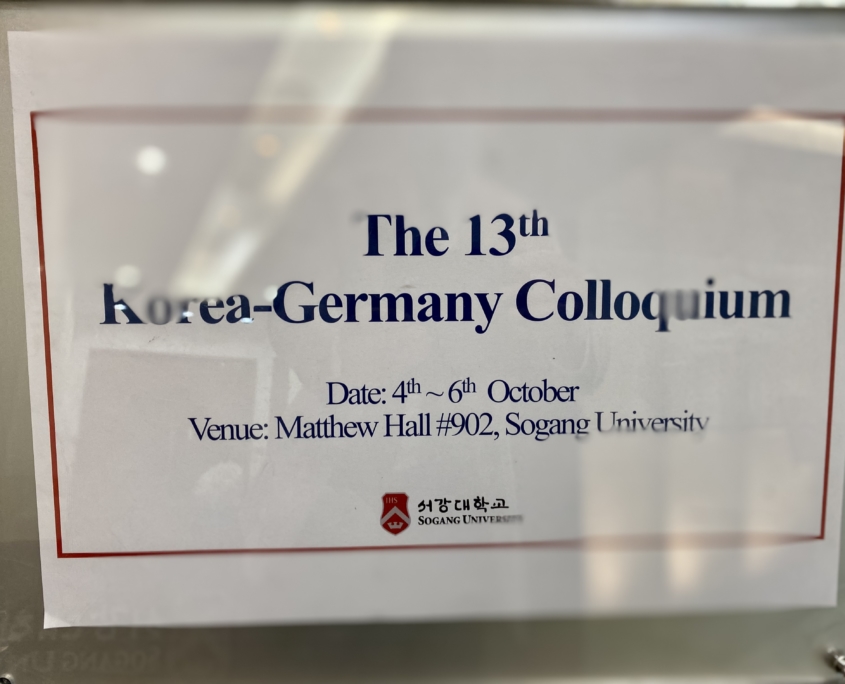 The 13th
Korea-Germany Colloquium
Date: 4th ~ 6th October
Venue: Matthew Hall #902, Sogang University
IHS
서강대학교
SOGANG UNIVERSITY